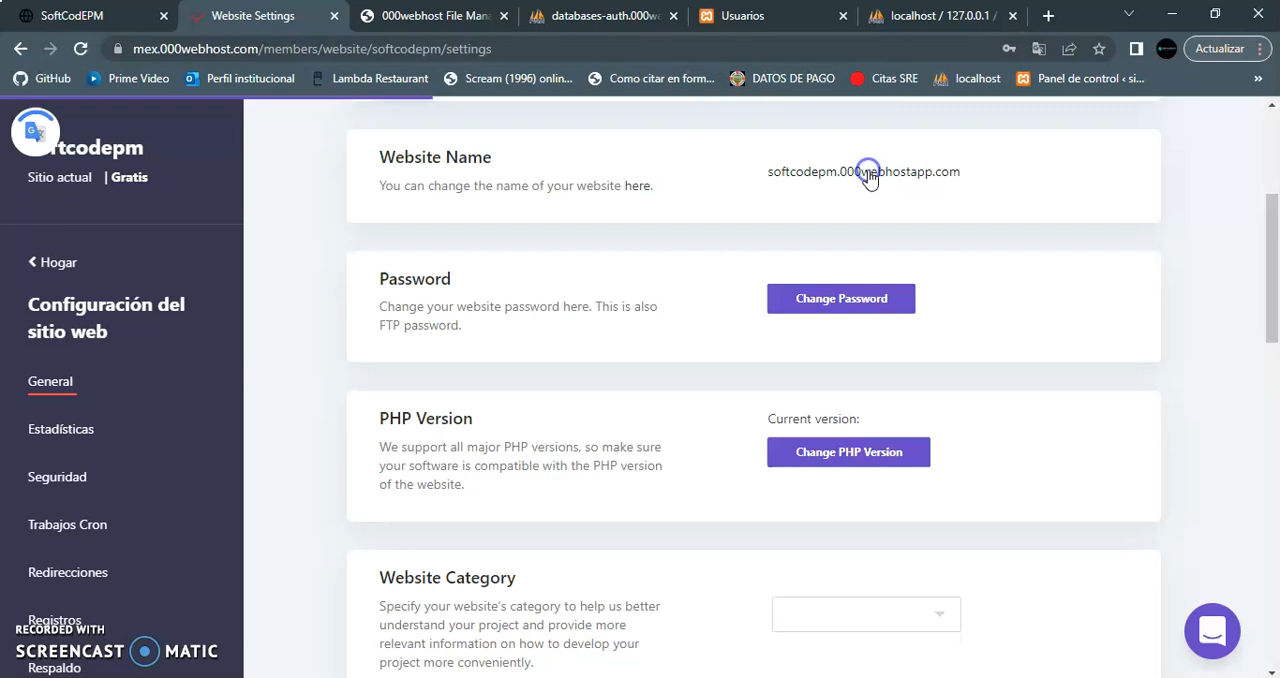 SoftCodEPM
Website Settings
000webhost File Mana
databases-auth.000we
Usuarios
localhost / 127.0.0.1 /
mex.000webhost.com/members/website/softcodepm/settings
Actualizar
GitHub
Prime Video
Perfil institucional
Lambda Restaurant
Scream (1996) onlin...
Como citar en form...
DATOS DE PAGO
Citas SRE
localhost
Panel de control ‹ si...
»
ftcodepm
Sitio actual | Gratis
Hogar
Configuración del
sitio web
General
Estadísticas
Seguridad
Trabajos Cron
Redirecciones
Registros
Respaldo
RECORDED WITH
SCREENCAST MATIC
Website Name
You can change the name of your website here.
softcodepm.000webhostapp.com
Password
Change your website password here. This is also
FTP password.
Change Password
PHP Version
We support all major PHP versions, so make sure
your software is compatible with the PHP version
of the website.
Current version:
Change PHP Version
Website Category
Specify your website's category to help us better
understand your project and provide more
relevant information on how to develop your
project more conveniently.